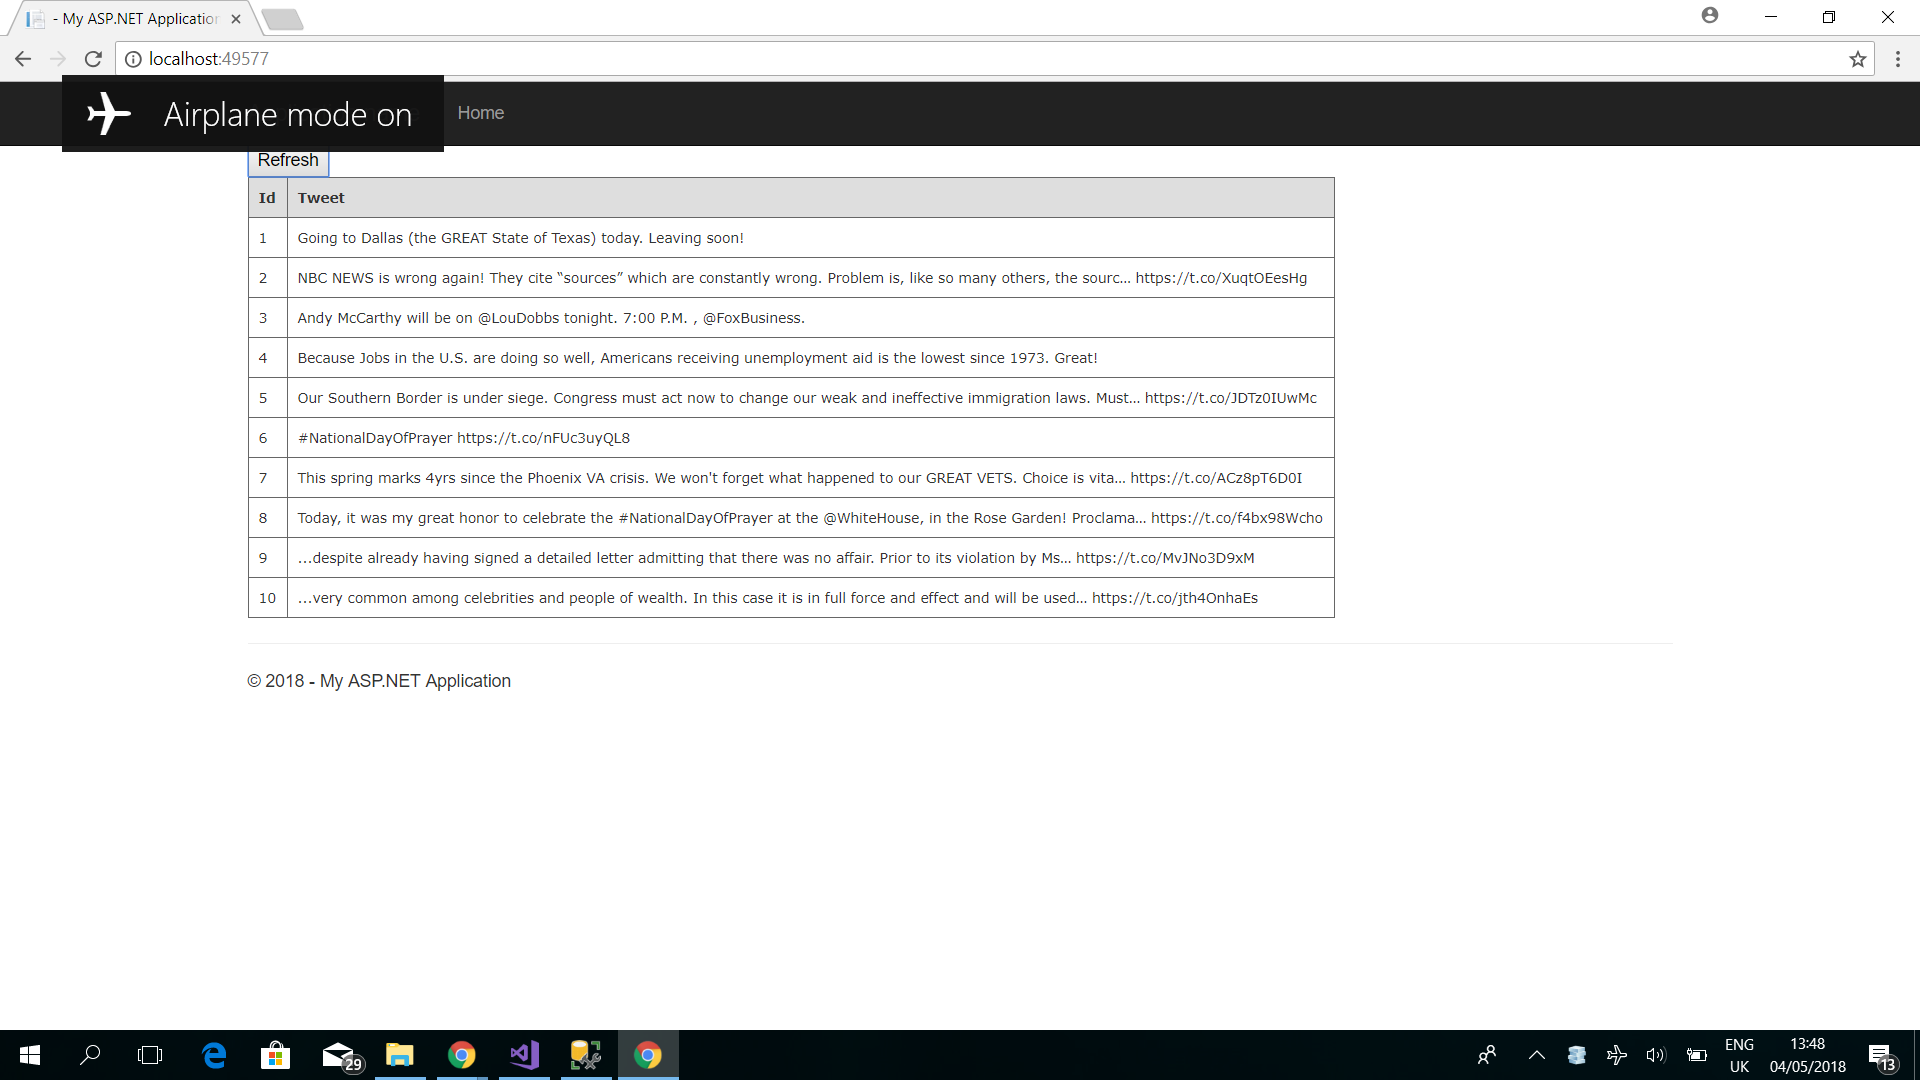 - My ASP.NET Application
localhost:49577
Airplane mode on
Home
Refresh
Id Tweet
1 Going to Dallas (the GREAT State of Texas) today. Leaving soon!
2 NBC NEWS is wrong again! They cite “sources” which are constantly wrong. Problem is, like so many others, the sourc… https://t.co/XuqtOEesHg
3 Andy McCarthy will be on @LouDobbs tonight. 7:00 P.M. , @FoxBusiness.
4 Because Jobs in the U.S. are doing so well, Americans receiving unemployment aid is the lowest since 1973. Great!
5 Our Southern Border is under siege. Congress must act now to change our weak and ineffective immigration laws. Must… https://t.co/JDTz0IUwMc
6 #NationalDayOfPrayer https://t.co/nFUc3uyQL8
7 This spring marks 4yrs since the Phoenix VA crisis. We won't forget what happened to our GREAT VETS. Choice is vita… https://t.co/ACz8pT6D0I
8 Today, it was my great honor to celebrate the #NationalDayOfPrayer at the @WhiteHouse, in the Rose Garden! Proclama… https://t.co/f4bx98Wcho
9 ...despite already having signed a detailed letter admitting that there was no affair. Prior to its violation by Ms… https://t.co/MvJNo3D9xM
10 ...very common among celebrities and people of wealth. In this case it is in full force and effect and will be used… https://t.co/jth4OnhaEs
© 2018 - My ASP.NET Application
29
ENG
UK
13:48
04/05/2018
13